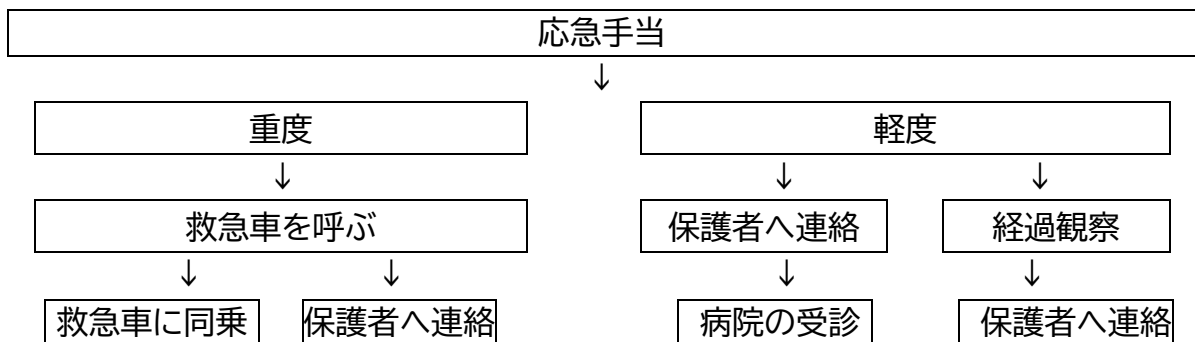 応急手当
↓
重度 軽度
↓ ↓ ↓
救急車を呼ぶ 保護者へ連絡 経過観察
↓ ↓ ↓ ↓
救急車に同乗 保護者へ連絡 病院の受診 保護者へ連絡